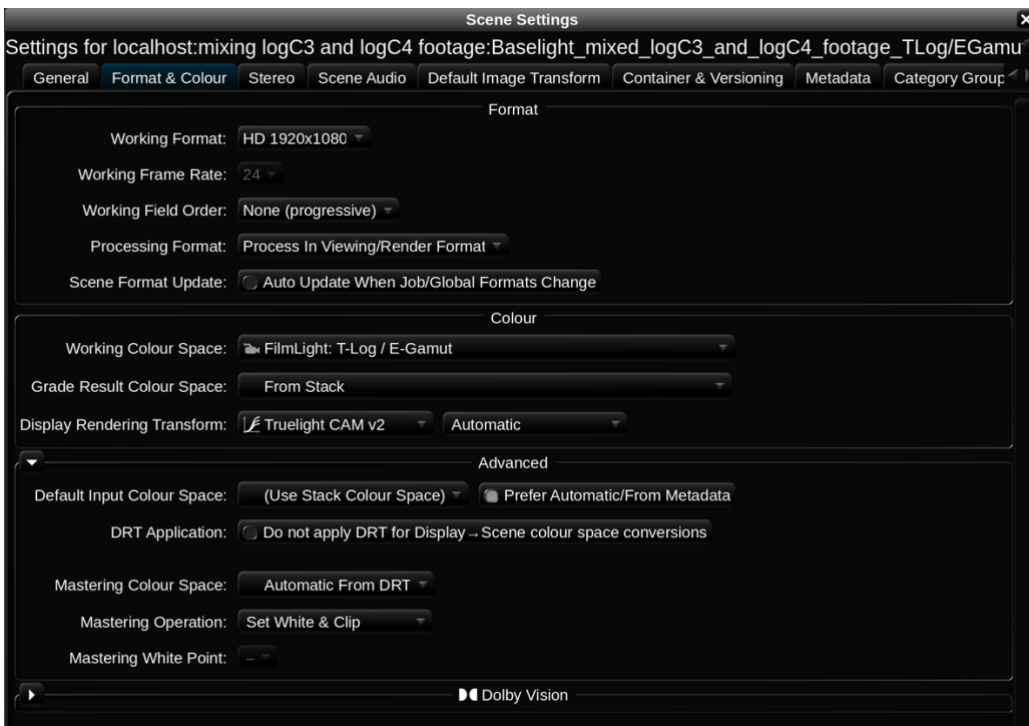 Scene Settings
Settings for localhost:mixing logC3 and logC4 footage:Baselight_mixed_logC3_and_logC4_footage_TLog/EGamu
General Format & Colour Stereo Scene Audio Default Image Transform Container & Versioning Metadata Category Group
Format
Working Format: HD 1920x1080
Working Frame Rate: 24
Working Field Order: None (progressive)
Processing Format: Process In Viewing/Render Format
Scene Format Update: Auto Update When Job/Global Formats Change
Colour
Working Colour Space: FilmLight: T-Log / E-Gamut
Grade Result Colour Space: From Stack
Display Rendering Transform: Truelight CAM v2 Automatic
Advanced
Default Input Colour Space: (Use Stack Colour Space) Prefer Automatic/From Metadata
DRT Application: Do not apply DRT for Display→Scene colour space conversions
Mastering Colour Space: Automatic From DRT
Mastering Operation: Set White & Clip
Mastering White Point: –
Dolby Vision